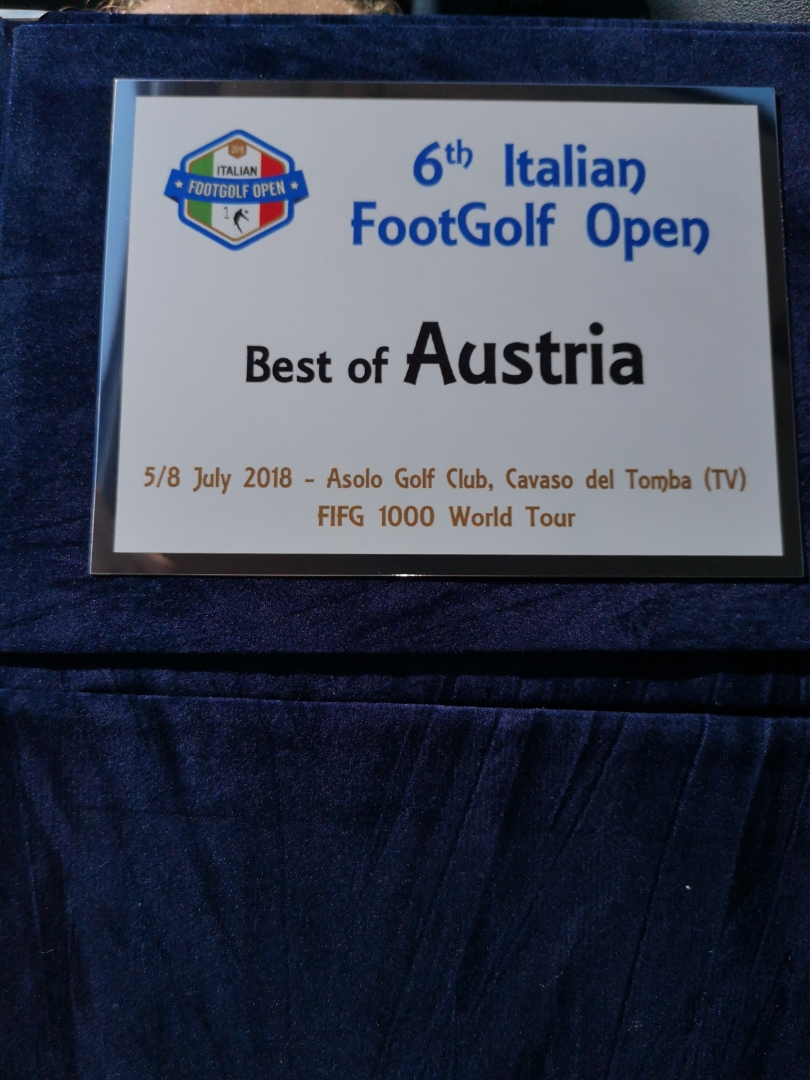 2018
ITALIAN
FOOTGOLF OPEN
6th Italian
FootGolf Open
Best of Austria
5/8 July 2018 - Asolo Golf Club, Cavaso del Tomba (TV)
FIFG 1000 World Tour